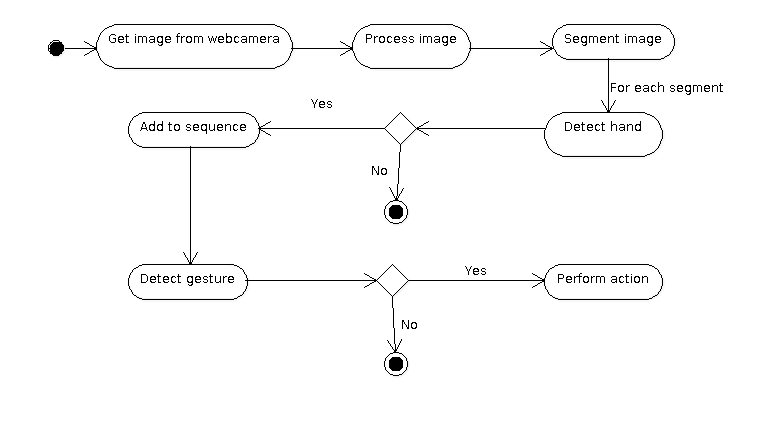 Get image from webcamera
Process image
Segment image
For each segment
Yes
Add to sequence
Detect hand
No
Detect gesture
Yes
Perform action
No